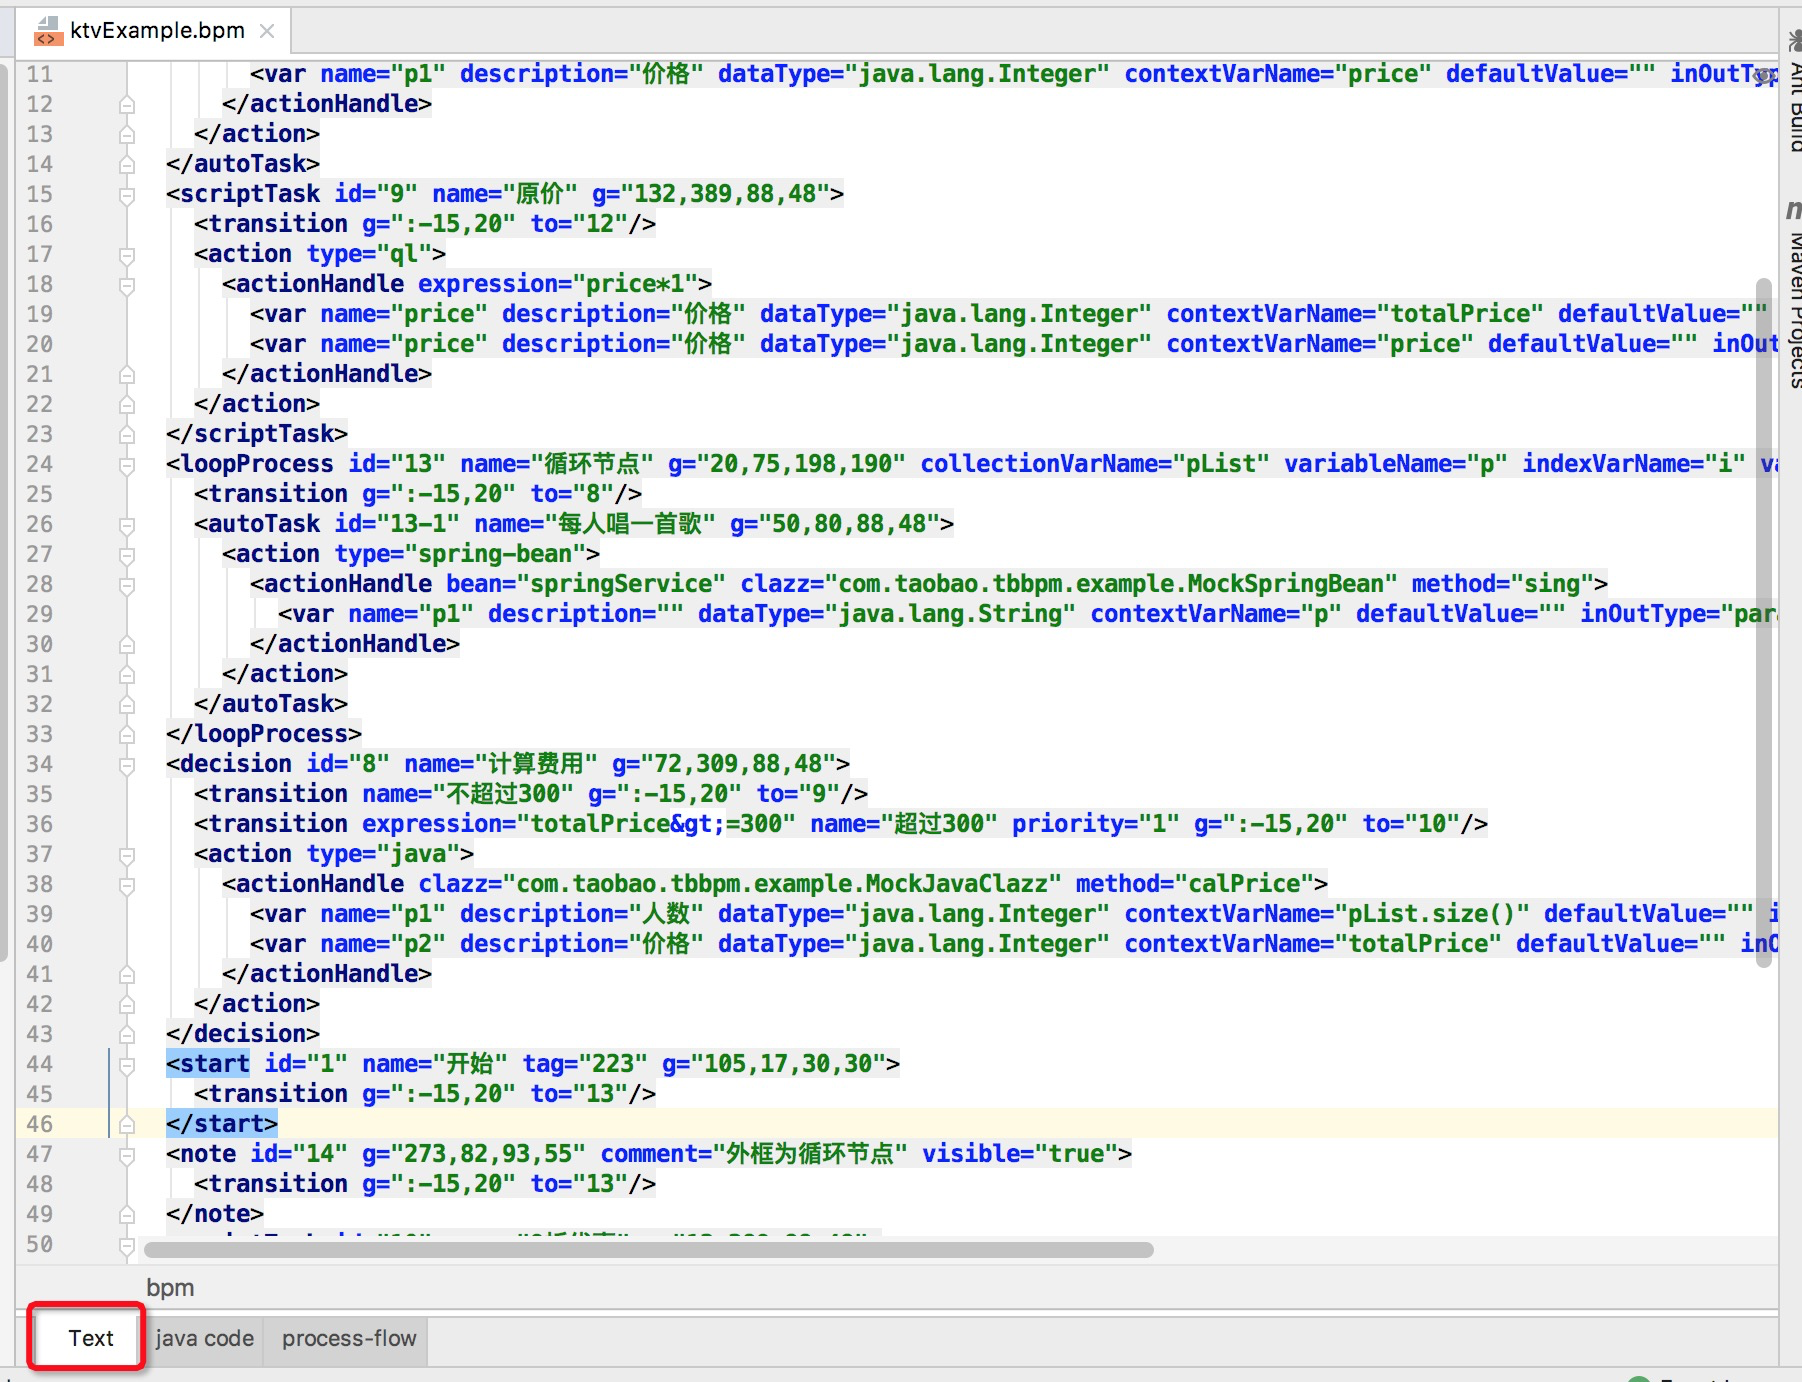 ktvExample.bpm
11 <var name="p1" description="价格" dataType="java.lang.Integer" contextVarName="price" defaultValue="" inOutTyp
12 </actionHandle>
13 </action>
14 </autoTask>
15 <scriptTask id="9" name="原价" g="132,389,88,48">
16 <transition g=":-15,20" to="12"/>
17 <action type="ql">
18 <actionHandle expression="price*1">
19 <var name="price" description="价格" dataType="java.lang.Integer" contextVarName="totalPrice" defaultValue=""
20 <var name="price" description="价格" dataType="java.lang.Integer" contextVarName="price" defaultValue="" inOut
21 </actionHandle>
22 </action>
23 </scriptTask>
24 <loopProcess id="13" name="循环节点" g="20,75,198,190" collectionVarName="pList" variableName="p" indexVarName="i" va
25 <transition g=":-15,20" to="8"/>
26 <autoTask id="13-1" name="每人唱一首歌" g="50,80,88,48">
27 <action type="spring-bean">
28 <actionHandle bean="springService" clazz="com.taobao.tbbpm.example.MockSpringBean" method="sing">
29 <var name="p1" description="" dataType="java.lang.String" contextVarName="p" defaultValue="" inOutType="par
30 </actionHandle>
31 </action>
32 </autoTask>
33 </loopProcess>
34 <decision id="8" name="计算费用" g="72,309,88,48">
35 <transition name="不超过300" g=":-15,20" to="9"/>
36 <transition expression="totalPrice&gt;=300" name="超过300" priority="1" g=":-15,20" to="10"/>
37 <action type="java">
38 <actionHandle clazz="com.taobao.tbbpm.example.MockJavaClazz" method="calPrice">
39 <var name="p1" description="人数" dataType="java.lang.Integer" contextVarName="pList.size()" defaultValue="" i
40 <var name="p2" description="价格" dataType="java.lang.Integer" contextVarName="totalPrice" defaultValue="" inO
41 </actionHandle>
42 </action>
43 </decision>
44 <start id="1" name="开始" tag="223" g="105,17,30,30">
45 <transition g=":-15,20" to="13"/>
46 </start>
47 <note id="14" g="273,82,93,55" comment="外框为循环节点" visible="true">
48 <transition g=":-15,20" to="13"/>
49 </note>
50
bpm
Text java code process-flow
Ant Build
Maven Projects